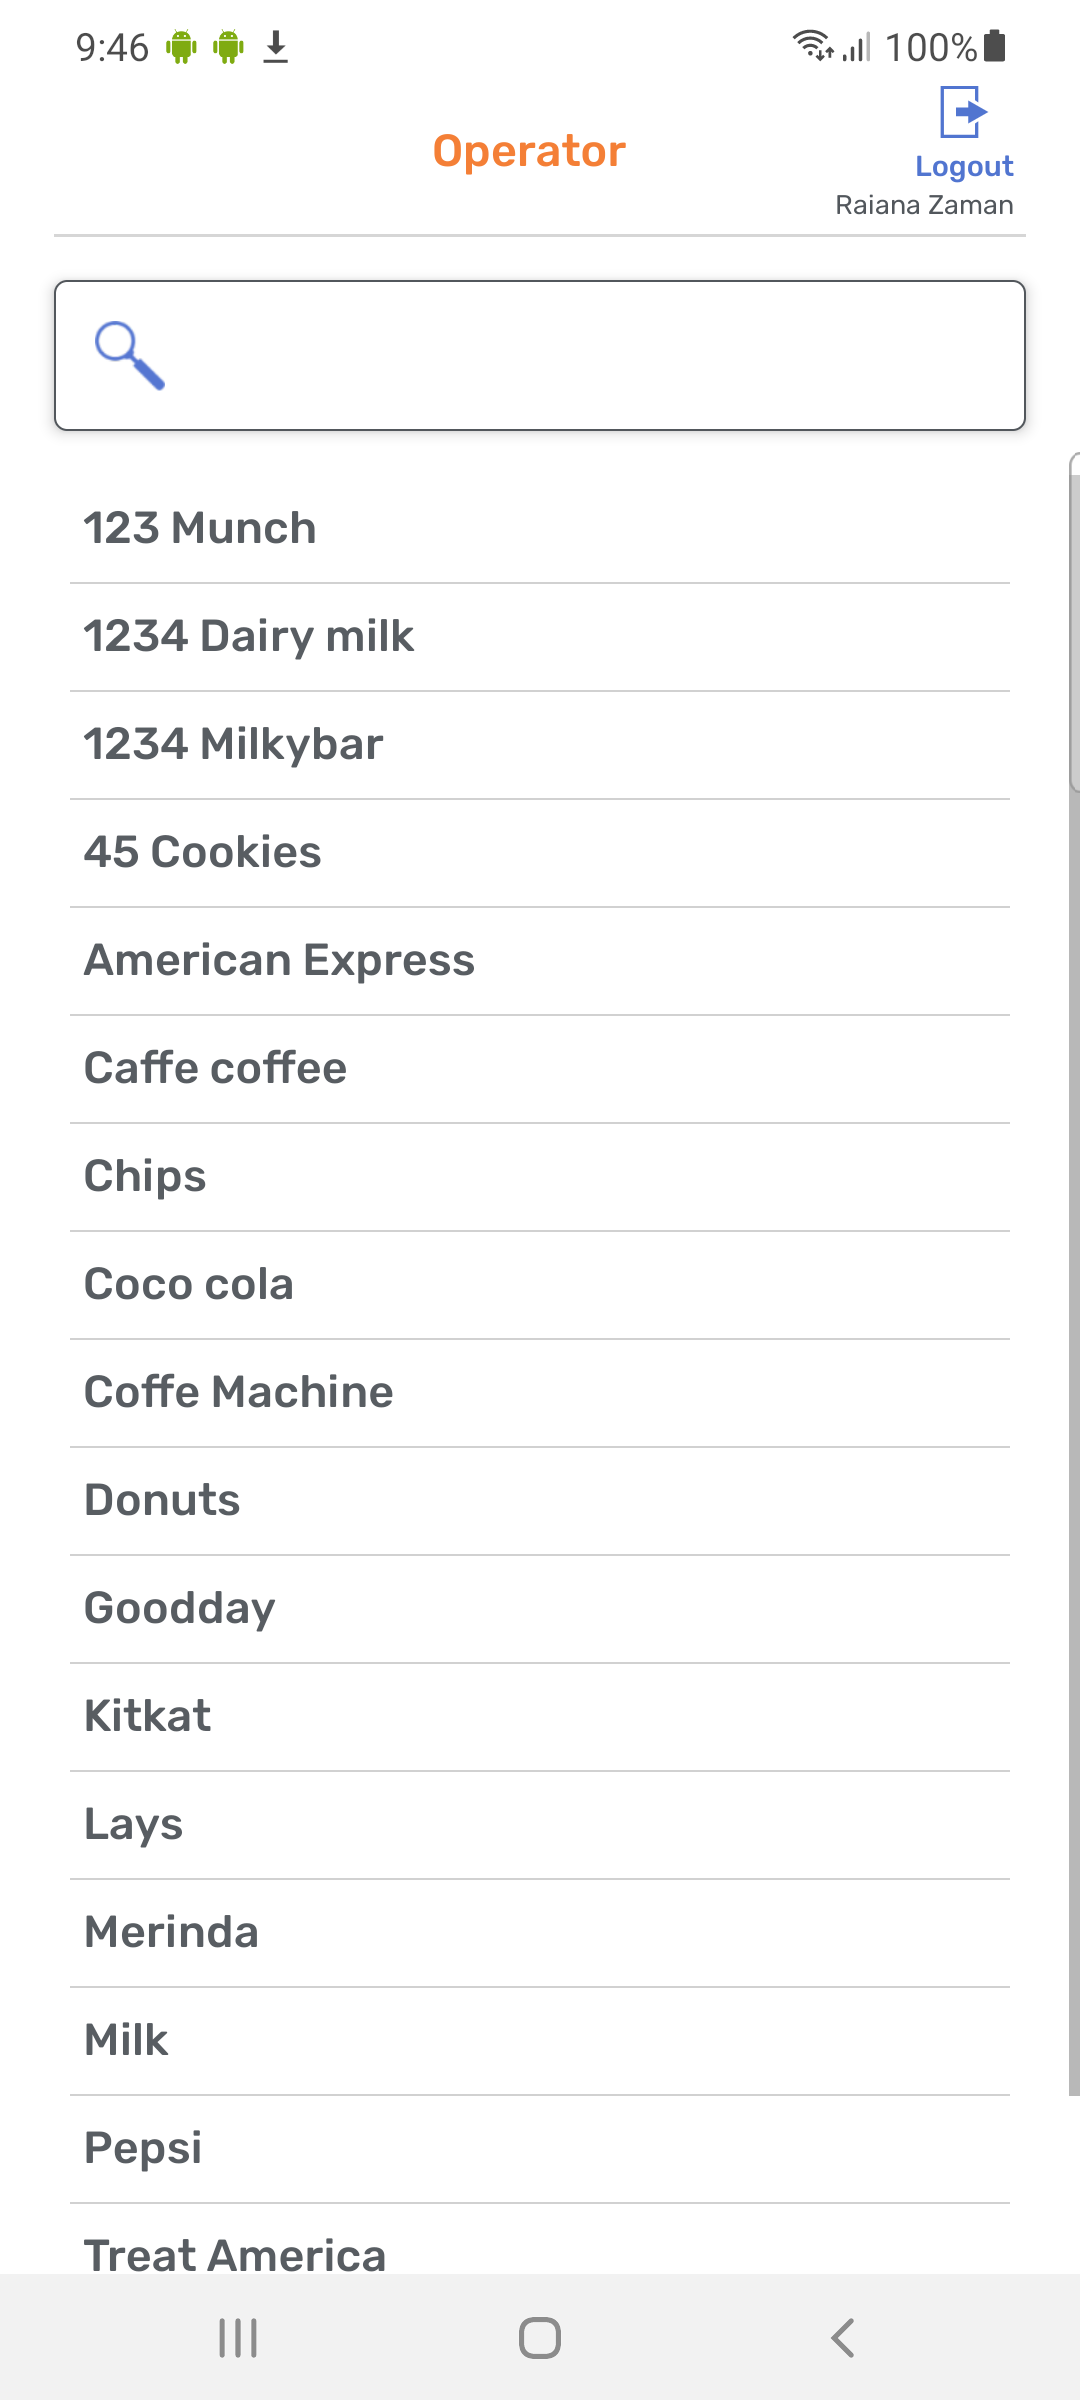 9:46
100%
Operator
Logout
Raiana Zaman
123 Munch
1234 Dairy milk
1234 Milkybar
45 Cookies
American Express
Caffe coffee
Chips
Coco cola
Coffe Machine
Donuts
Goodday
Kitkat
Lays
Merinda
Milk
Pepsi
Treat America